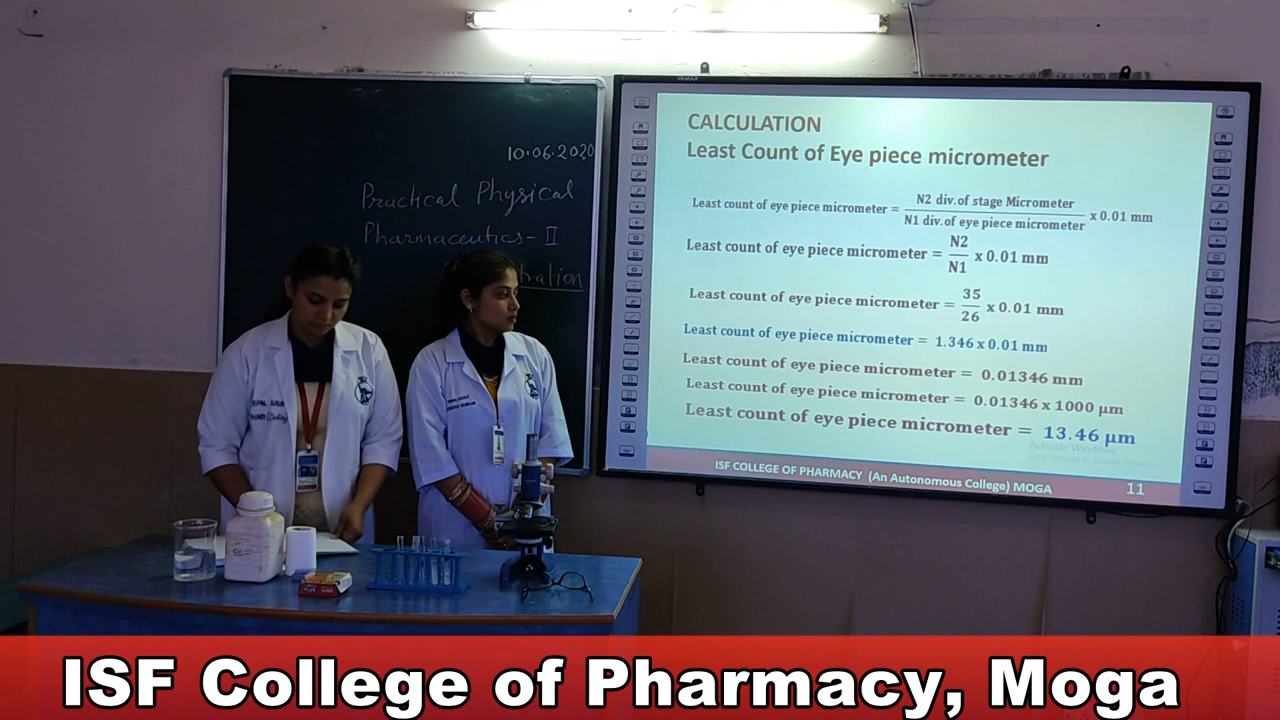 10.06.2020
Practical Physical
Pharmaceutics-II
bration
CALCULATION
Least Count of Eye piece micrometer
Least count of eye piece micrometer = N2 div.of stage Micrometer / N1 div.of eye piece micrometer x 0.01 mm
Least count of eye piece micrometer = N2/N1 x 0.01 mm
Least count of eye piece micrometer = 35/26 x 0.01 mm
Least count of eye piece micrometer = 1.346 x 0.01 mm
Least count of eye piece micrometer = 0.01346 mm
Least count of eye piece micrometer = 0.01346 x 1000 µm
Least count of eye piece micrometer = 13.46 µm
Activate Windows
ISF COLLEGE OF PHARMACY (An Autonomous College) MOGA 11
ISF College of Pharmacy, Moga